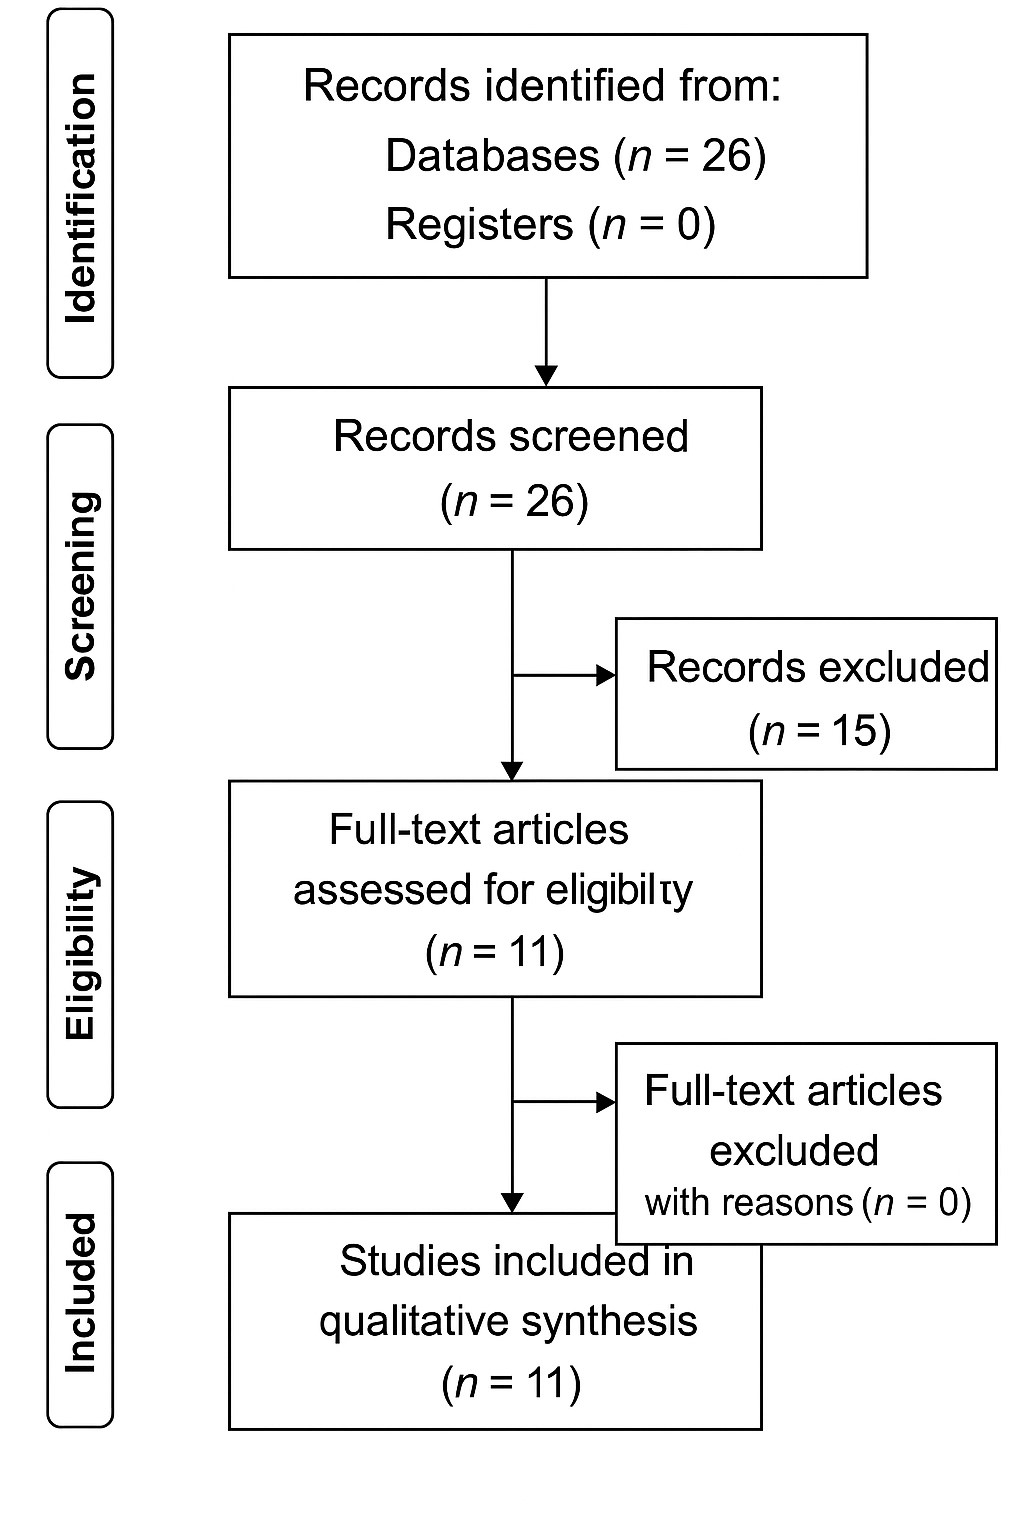 Identification
Records identified from:
Databases (n = 26)
Registers (n = 0)
Screening
Records screened
(n = 26)
Records excluded
(n = 15)
Eligibility
Full-text articles
assessed for eligibilτy
(n = 11)
Full-text articles
excluded
with reasons (n = 0)
Included
Studies included in
qualitative synthesis
(n = 11)